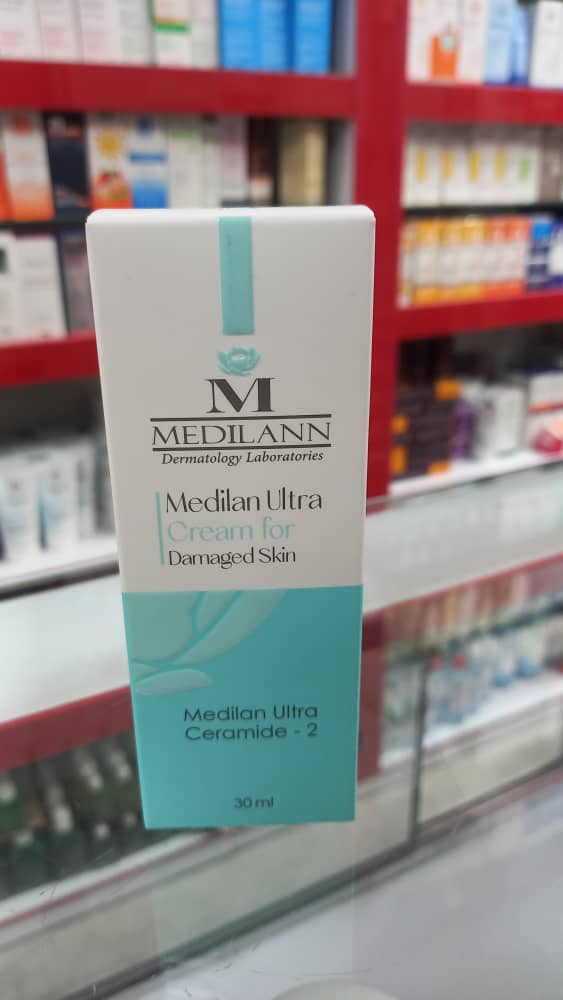 M
MEDILANN
Dermatology Laboratories
Medilan Ultra
Cream for
Damaged Skin
Medilan Ultra
Ceramide - 2
30 ml